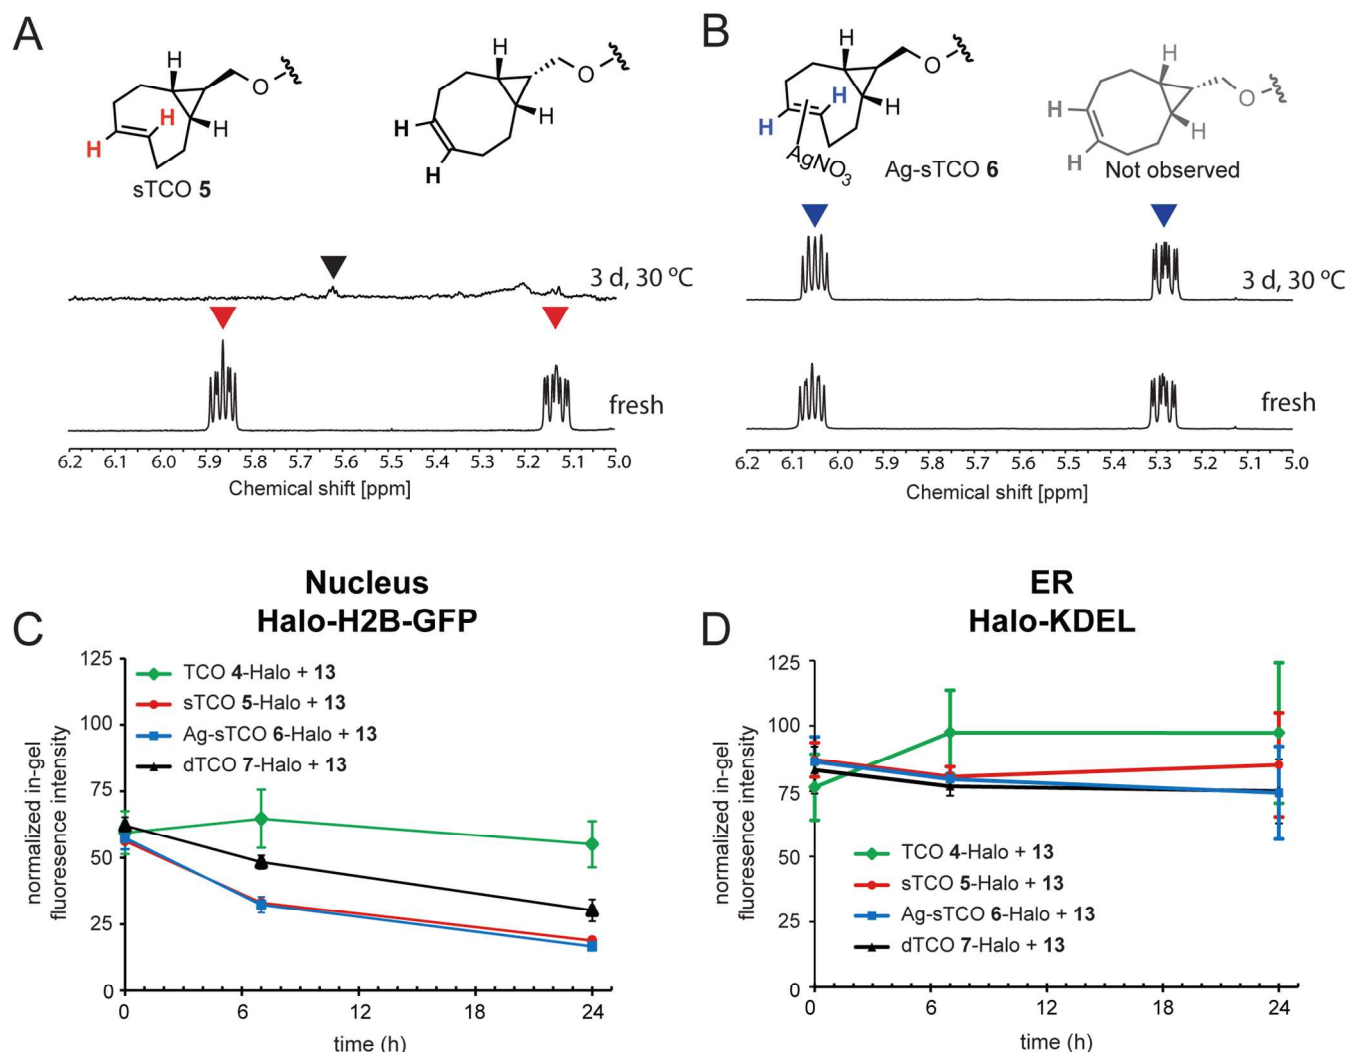 A
H
H
O
H
H
sTCO 5
H
H
O
H
H
3 d, 30 ºC
fresh
6.2 6.1 6.0 5.9 5.8 5.7 5.6 5.5 5.4 5.3 5.2 5.1 5.0
Chemical shift [ppm]
B
H
H
O
H
H
AgNO3
Ag-sTCO 6
H
H
O
H
H
Not observed
3 d, 30 ºC
fresh
6.2 6.1 6.0 5.9 5.8 5.7 5.6 5.5 5.4 5.3 5.2 5.1 5.0
Chemical shift [ppm]
C
Nucleus
Halo-H2B-GFP
normalized in-gel
fluoresence intensity
125
100
75
50
25
0
TCO 4-Halo + 13
sTCO 5-Halo + 13
Ag-sTCO 6-Halo + 13
dTCO 7-Halo + 13
0 6 12 18 24
time (h)
D
ER
Halo-KDEL
normalized in-gel
fluoresence intensity
125
100
75
50
25
0
TCO 4-Halo + 13
sTCO 5-Halo + 13
Ag-sTCO 6-Halo + 13
dTCO 7-Halo + 13
0 6 12 18 24
time (h)